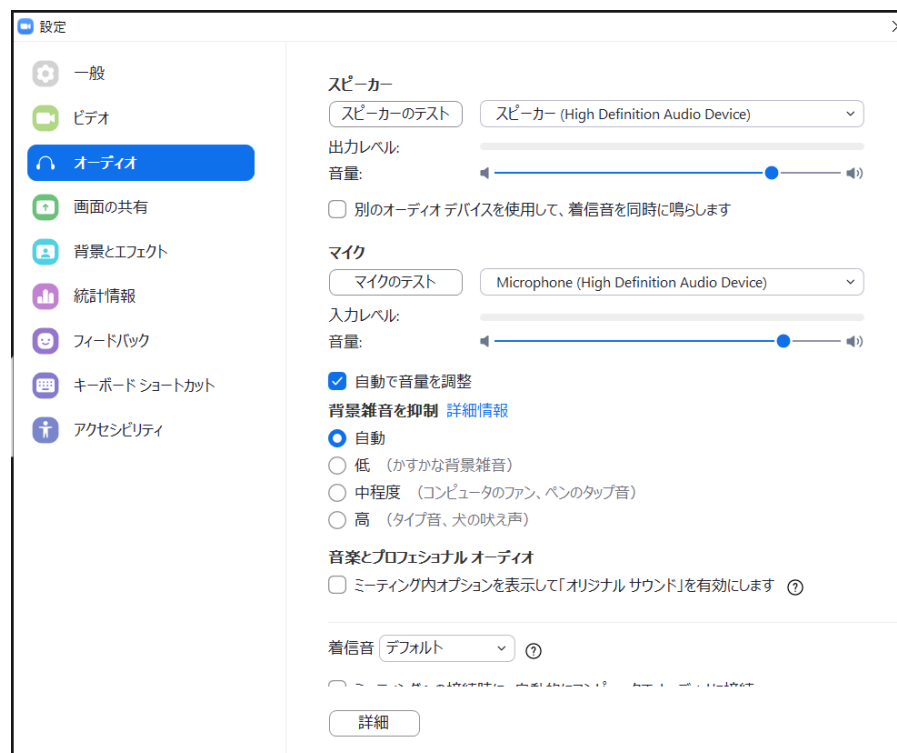 設定
一般
ビデオ
オーディオ
画面の共有
背景とエフェクト
統計情報
フィードバック
キーボード ショートカット
アクセシビリティ
スピーカー
スピーカーのテスト スピーカー (High Definition Audio Device)
出力レベル:
音量:
別のオーディオ デバイスを使用して、着信音を同時に鳴らします
マイク
マイクのテスト Microphone (High Definition Audio Device)
入力レベル:
音量:
自動で音量を調整
背景雑音を抑制 詳細情報
自動
低 （かすかな背景雑音）
中程度 （コンピュータのファン、ペンのタップ音）
高 （タイプ音、犬の吠え声）
音楽とプロフェショナル オーディオ
ミーティング内オプションを表示して「オリジナル サウンド」を有効にします ?
着信音 デフォルト ?
詳細